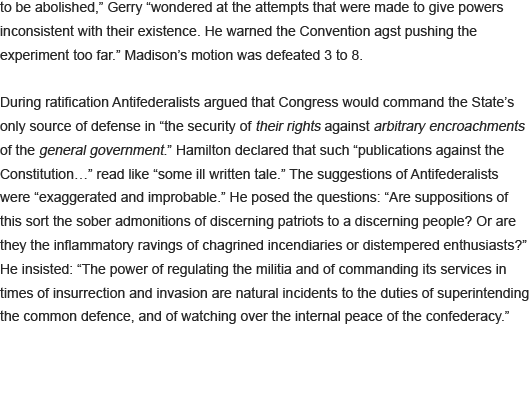 to be abolished,” Gerry “wondered at the attempts that were made to give powers
inconsistent with their existence. He warned the Convention agst pushing the
experiment too far.” Madison’s motion was defeated 3 to 8.
During ratification Antifederalists argued that Congress would command the State’s
only source of defense in “the security of their rights against arbitrary encroachments
of the general government.” Hamilton declared that such “publications against the
Constitution…” read like “some ill written tale.” The suggestions of Antifederalists
were “exaggerated and improbable.” He posed the questions: “Are suppositions of
this sort the sober admonitions of discerning patriots to a discerning people? Or are
they the inflammatory ravings of chagrined incendiaries or distempered enthusiasts?”
He insisted: “The power of regulating the militia and of commanding its services in
times of insurrection and invasion are natural incidents to the duties of superintending
the common defence, and of watching over the internal peace of the confederacy.”